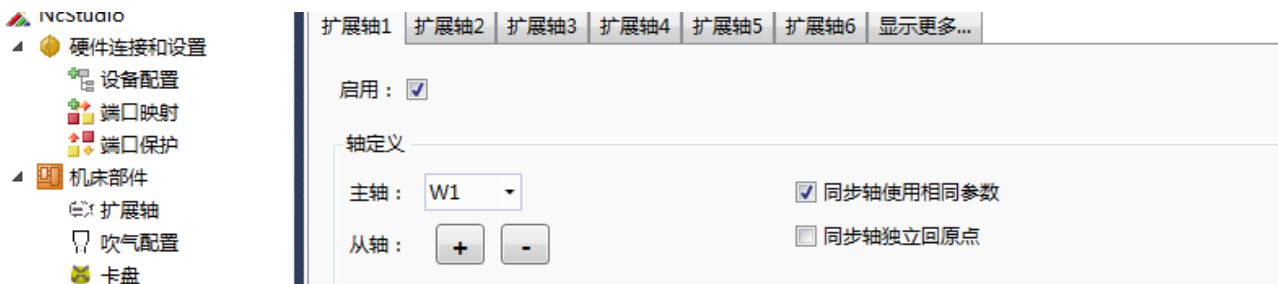 NcStudio
硬件连接和设置
设备配置
端口映射
端口保护
机床部件
扩展轴
吹气配置
卡盘
扩展轴1 扩展轴2 扩展轴3 扩展轴4 扩展轴5 扩展轴6 显示更多...
启用：
轴定义
主轴： W1 同步轴使用相同参数
从轴： + - 同步轴独立回原点